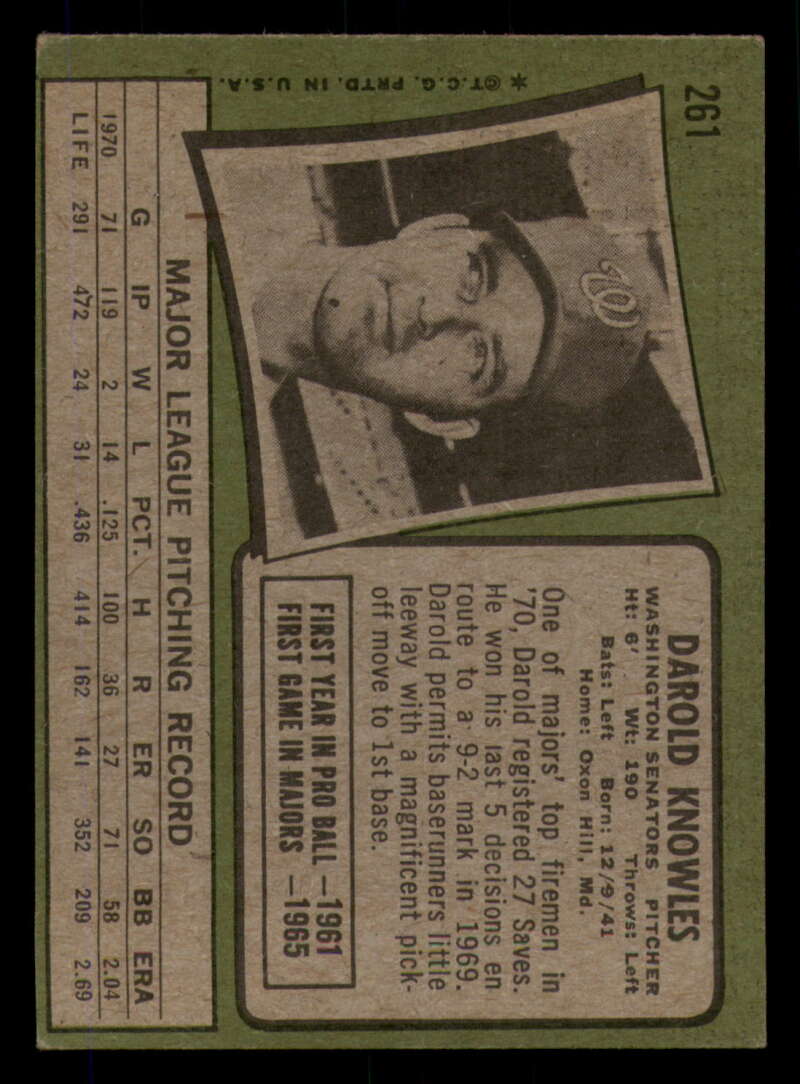 261
W
DAROLD KNOWLES
WASHINGTON SENATORS PITCHER
Ht: 6' Wt: 190 Throws: Left
Bats: Left Born: 12/9/41
Home: Oxon Hill, Md.
One of majors' top firemen in
'70, Darold registered 27 Saves.
He won his last 5 decisions en
route to a 9-2 mark in 1969.
Darold permits baserunners little
leeway with a magnificent pick-
off move to 1st base.
FIRST YEAR IN PRO BALL —1961
FIRST GAME IN MAJORS —1965
MAJOR LEAGUE PITCHING RECORD
G IP W L PCT. H R ER SO BB ERA
1970 71 119 2 14 .125 100 36 27 71 58 2.04
LIFE 291 472 24 31 .436 414 162 141 352 209 2.69
*©T.C.G. PRTD. IN U.S.A.